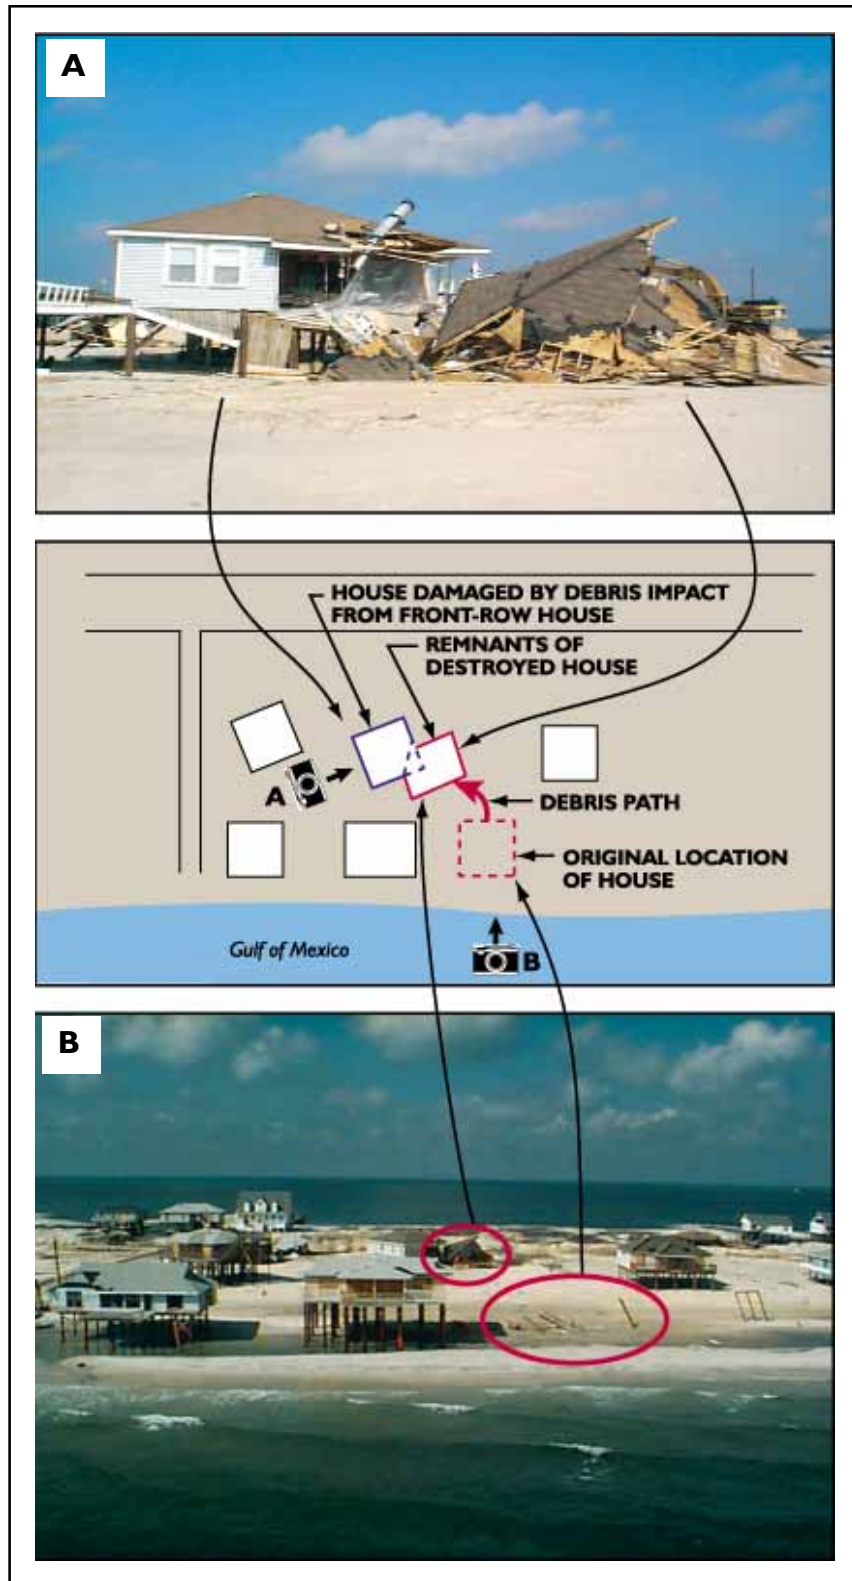 A
HOUSE DAMAGED BY DEBRIS IMPACT
FROM FRONT-ROW HOUSE
REMNANTS OF
DESTROYED HOUSE
A
DEBRIS PATH
ORIGINAL LOCATION
OF HOUSE
Gulf of Mexico
B
B